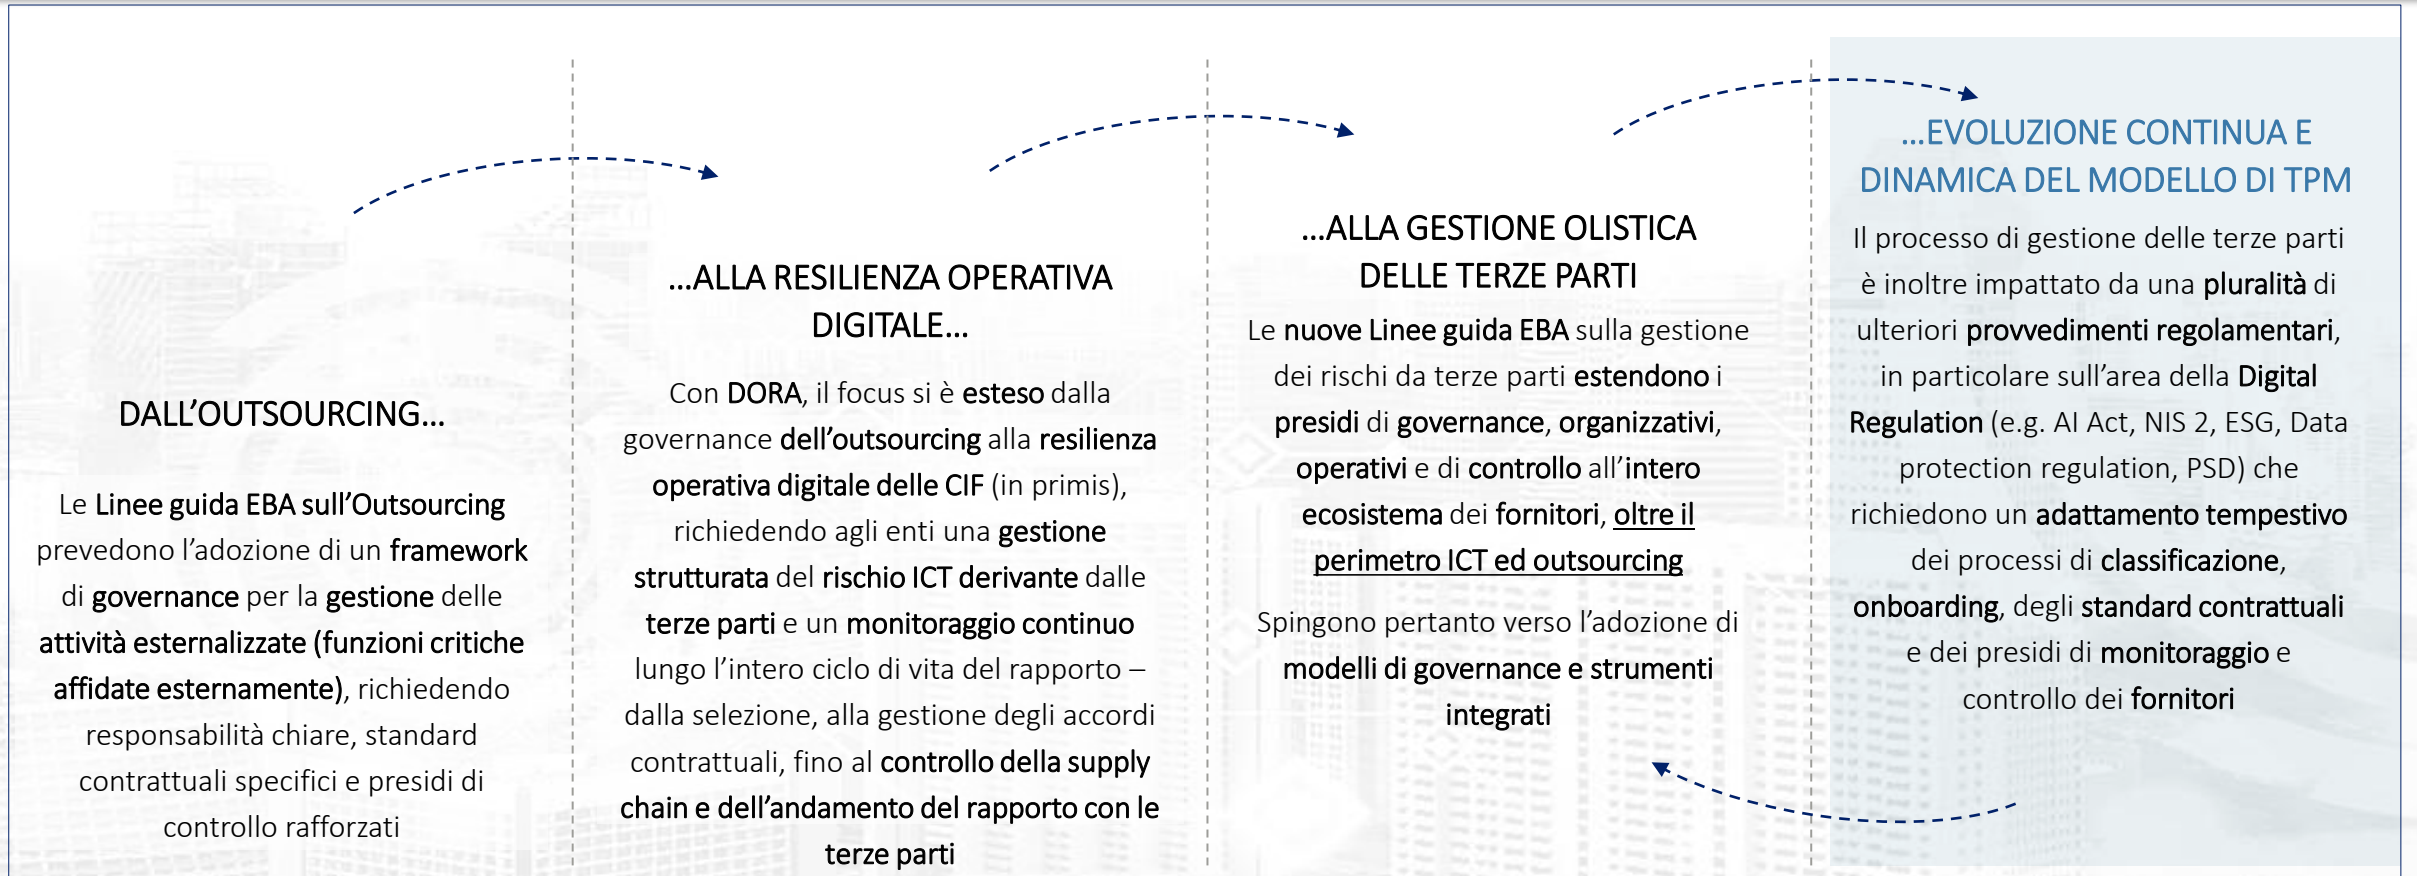 DALL'OUTSOURCING…
Le Linee guida EBA sull'Outsourcing
prevedono l'adozione di un framework
di governance per la gestione delle
attività esternalizzate (funzioni critiche
affidate esternamente), richiedendo
responsabilità chiare, standard
contrattuali specifici e presidi di
controllo rafforzati
…ALLA RESILIENZA OPERATIVA
DIGITALE…
Con DORA, il focus si è esteso dalla
governance dell'outsourcing alla resilienza
operativa digitale delle CIF (in primis),
richiedendo agli enti una gestione
strutturata del rischio ICT derivante dalle
terze parti e un monitoraggio continuo
lungo l'intero ciclo di vita del rapporto –
dalla selezione, alla gestione degli accordi
contrattuali, fino al controllo della supply
chain e dell'andamento del rapporto con le
terze parti
…ALLA GESTIONE OLISTICA
DELLE TERZE PARTI
Le nuove Linee guida EBA sulla gestione
dei rischi da terze parti estendono i
presidi di governance, organizzativi,
operativi e di controllo all'intero
ecosistema dei fornitori, oltre il
perimetro ICT ed outsourcing
Spingono pertanto verso l'adozione di
modelli di governance e strumenti
integrati
…EVOLUZIONE CONTINUA E
DINAMICA DEL MODELLO DI TPM
Il processo di gestione delle terze parti
è inoltre impattato da una pluralità di
ulteriori provvedimenti regolamentari,
in particolare sull'area della Digital
Regulation (e.g. AI Act, NIS 2, ESG, Data
protection regulation, PSD) che
richiedono un adattamento tempestivo
dei processi di classificazione,
onboarding, degli standard contrattuali
e dei presidi di monitoraggio e
controllo dei fornitori